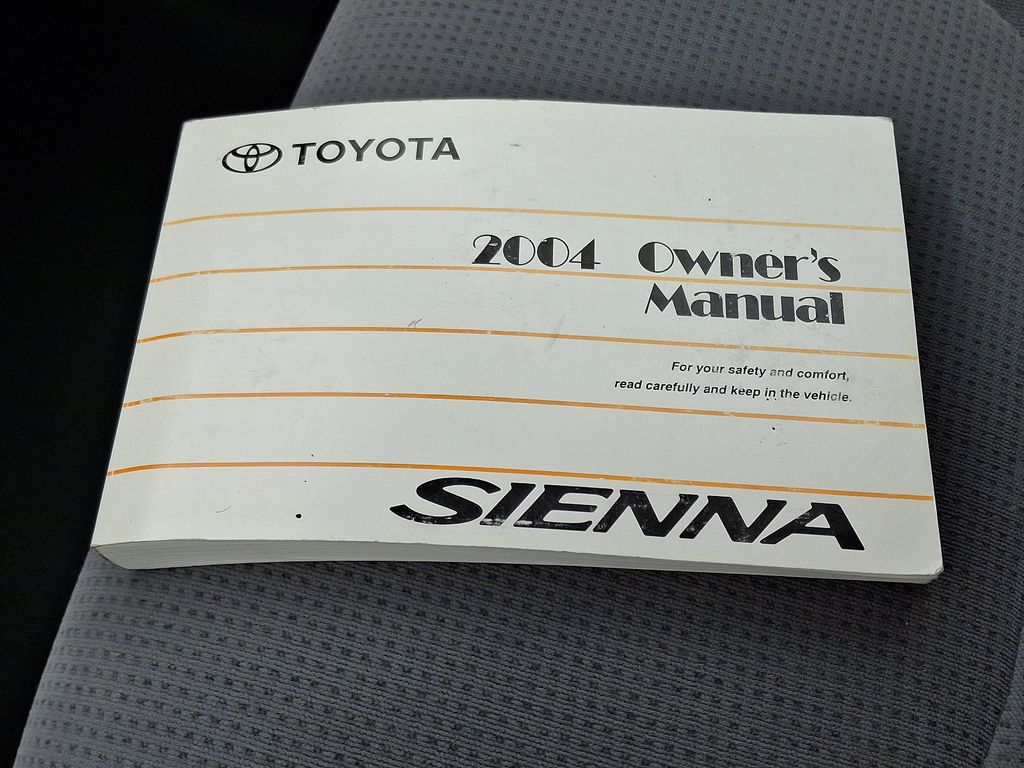 TOYOTA
2004 Owner's
Manual
For your safety and comfort,
read carefully and keep in the vehicle.
SIENNA